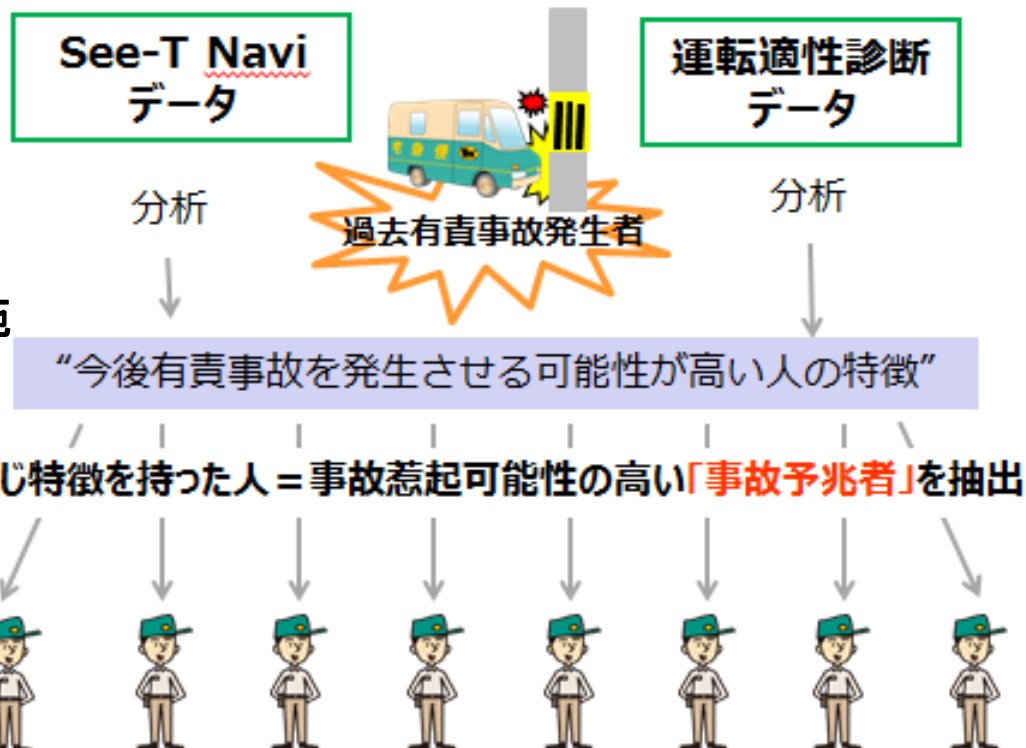 See-T Navi
データ
運転適性診断
データ
宅急便
分析
過去有責事故発生者
分析
“今後有責事故を発生させる可能性が高い人の特徴”
じ特徴を持った人＝事故惹起可能性の高い「事故予兆者」を抽出